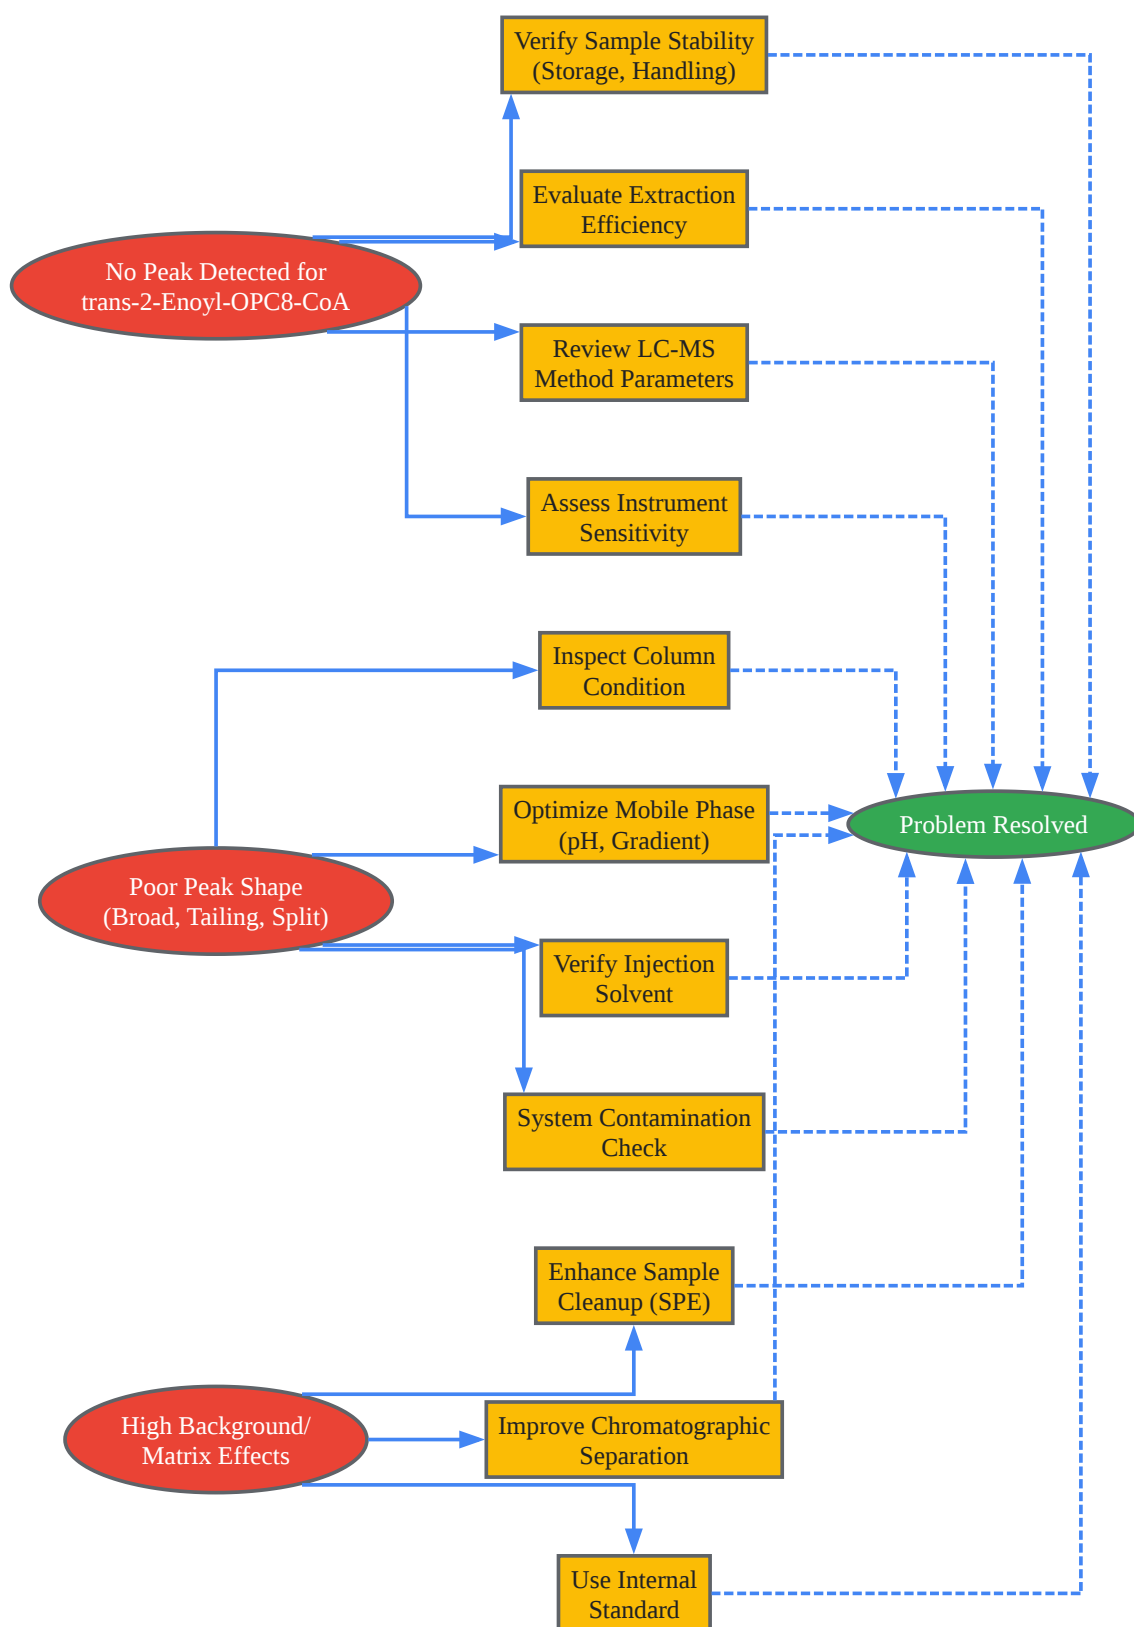 Verify Sample Stability
(Storage, Handling)
Evaluate Extraction
Efficiency
No Peak Detected for
trans-2-Enoyl-OPC8-CoA
Review LC-MS
Method Parameters
Assess Instrument
Sensitivity
Inspect Column
Condition
Optimize Mobile Phase
(pH, Gradient)
Problem Resolved
Poor Peak Shape
(Broad, Tailing, Split)
Verify Injection
Solvent
System Contamination
Check
Enhance Sample
Cleanup (SPE)
High Background/
Matrix Effects
Improve Chromatographic
Separation
Use Internal
Standard